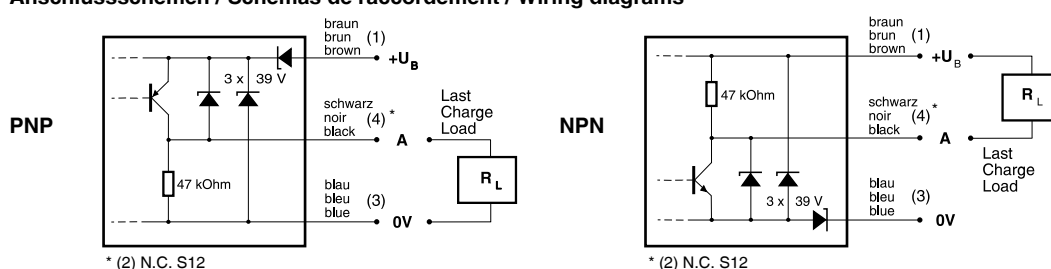 Anschlussschemen / Schémas de raccordement / Wiring diagrams
PNP
braun
brun
brown
(1)
+UB
3 x 39 V
schwarz
noir
black
(4)
*
A
Last
Charge
Load
RL
47 kOhm
blau
bleu
blue
(3)
0V
* (2) N.C. S12
NPN
braun
brun
brown
(1)
+UB
47 kOhm
RL
schwarz
noir
black
(4)
*
A
Last
Charge
Load
3 x 39 V
blau
bleu
blue
(3)
0V
* (2) N.C. S12